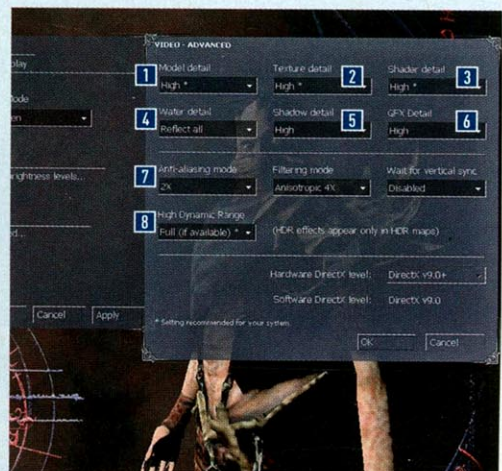 VIDEO - ADVANCED
play
1 Model detail
High *
Texture detail 2
High *
Shader detail 3
High *
ode
en
4 Water detail
Reflect all
Shadow detail 5
High
GFX Detail 6
High
7 Anti-aliasing mode
2X
Filtering mode
Anisotropic 4X
Wait for vertical sync
Disabled
rightness levels...
8 High Dynamic Range
Full (if available) *
(HDR effects appear only in HDR maps)
d...
Hardware DirectX level: DirectX v9.0+
Software DirectX level: DirectX v9.0
Cancel Apply
* Setting recommended for your system.
OK Cancel